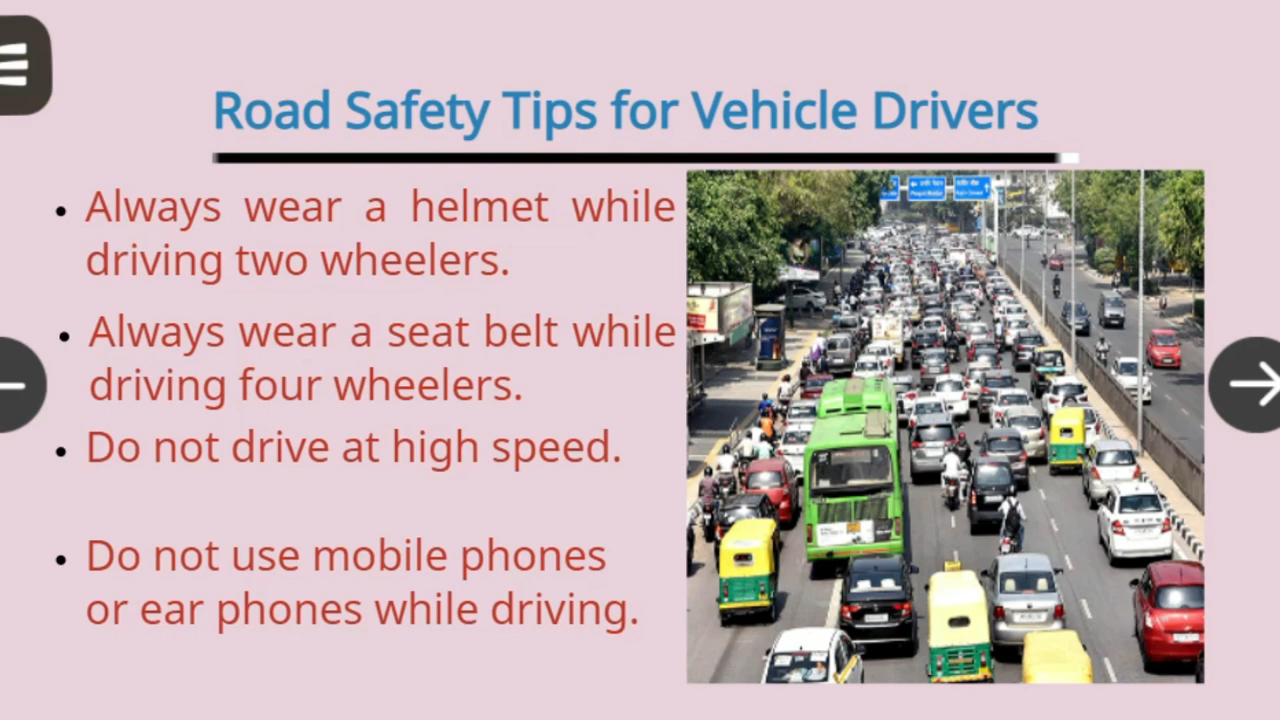 Road Safety Tips for Vehicle Drivers
• Always wear a helmet while
driving two wheelers.
• Always wear a seat belt while
driving four wheelers.
• Do not drive at high speed.
• Do not use mobile phones
or ear phones while driving.